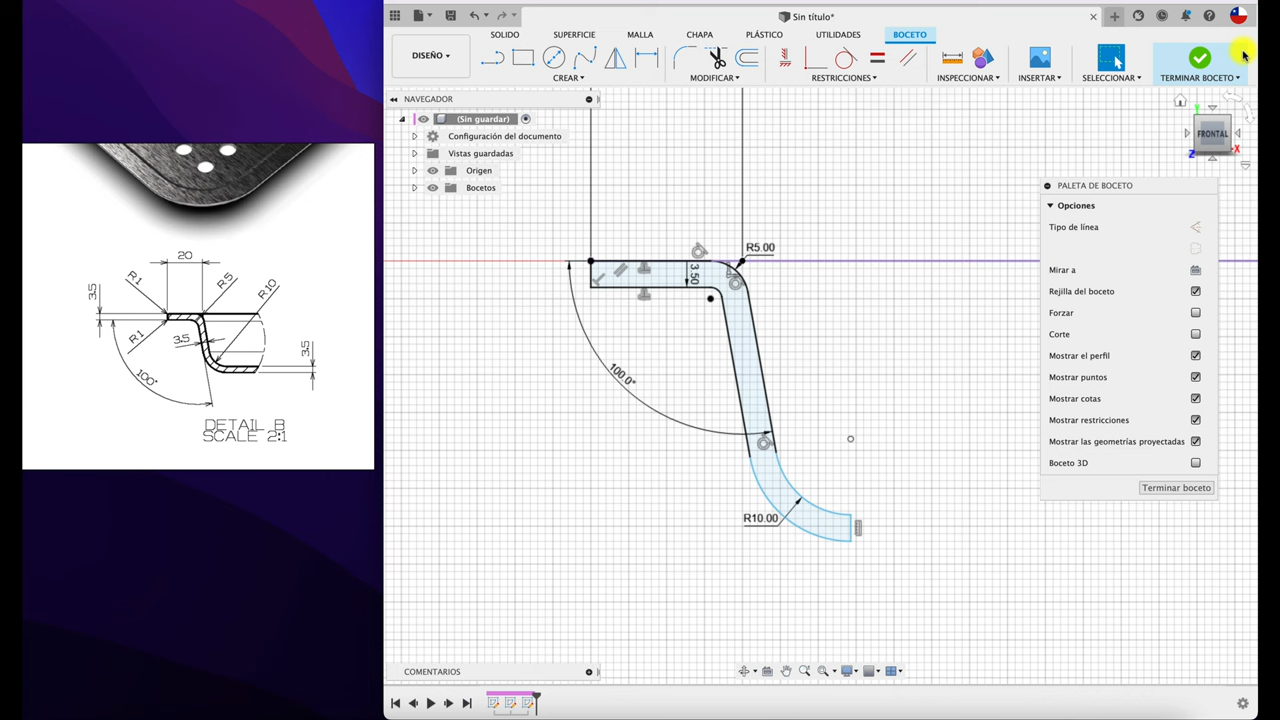 20
R1
R5
R10
3.5
R1
3.5
3.5
100°
DETAIL B
SCALE 2:1
Sin título*
DISEÑO
SÓLIDO
SUPERFICIE
MALLA
CHAPA
PLÁSTICO
UTILIDADES
BOCETO
CREAR
MODIFICAR
RESTRICCIONES
INSPECCIONAR
INSERTAR
SELECCIONAR
TERMINAR BOCETO
NAVEGADOR
(Sin guardar)
Configuración del documento
Vistas guardadas
Origen
Bocetos
FRONTAL
Y
Z
X
R5.00
3.50
100.0°
R10.00
PALETA DE BOCETO
Opciones
Tipo de línea
Mirar a
Rejilla del boceto
Forzar
Corte
Mostrar el perfil
Mostrar puntos
Mostrar cotas
Mostrar restricciones
Mostrar las geometrías proyectadas
Boceto 3D
Terminar boceto
COMENTARIOS